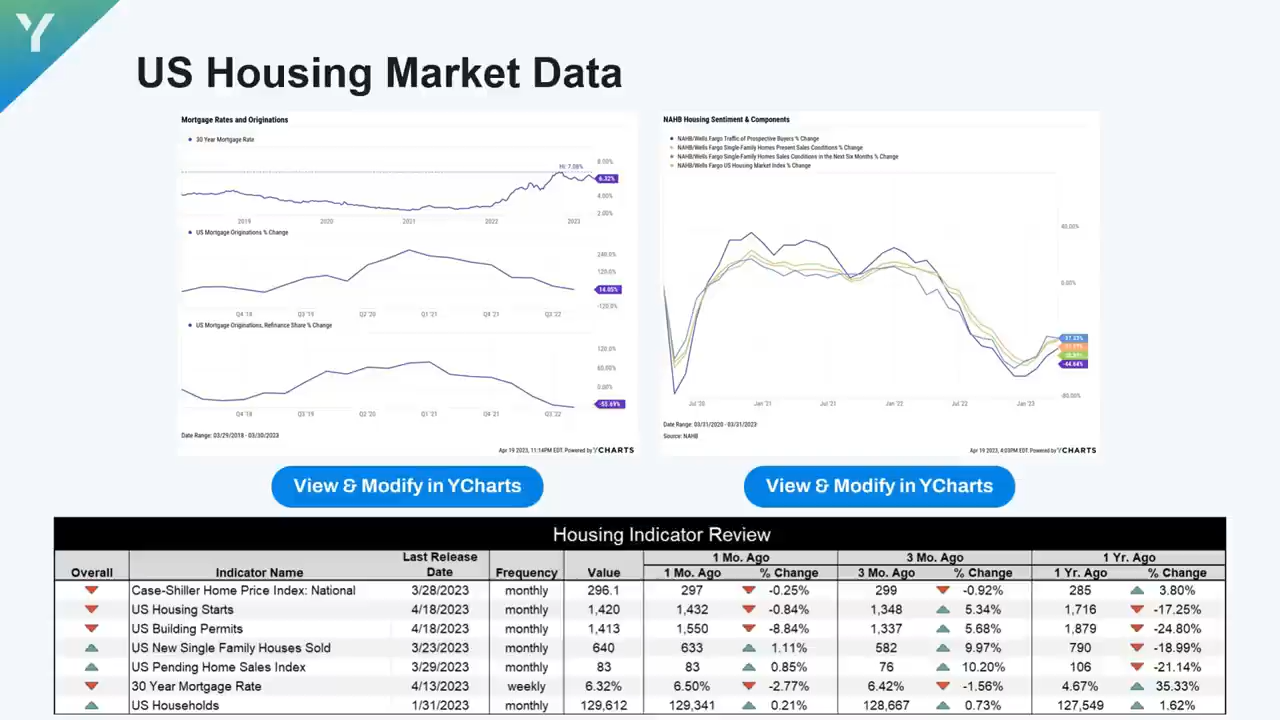 Y
US Housing Market Data
Mortgage Rates and Originations
30 Year Mortgage Rate
Hi: 7.08%
8.00%
6.32%
4.00%
2.00%
2019 2020 2021 2022 2023
US Mortgage Originations % Change
240.0%
120.0%
14.05%
-120.0%
Q4 '18 Q3 '19 Q2 '20 Q1 '21 Q4 '21 Q3 '22
US Mortgage Originations, Refinance Share % Change
120.0%
60.00%
0.00%
-55.69%
Q4 '18 Q3 '19 Q2 '20 Q1 '21 Q4 '21 Q3 '22
Date Range: 03/29/2018 - 03/30/2023
Apr 19 2023, 11:14PM EDT. Powered by YCHARTS
NAHB Housing Sentiment & Components
NAHB/Wells Fargo Traffic of Prospective Buyers % Change
NAHB/Wells Fargo Single-Family Homes Present Sales Conditions % Change
NAHB/Wells Fargo Single-Family Homes Sales Conditions in the Next Six Months % Change
NAHB/Wells Fargo US Housing Market Index % Change
40.00%
0.00%
-44.64%
-80.00%
Jul '20 Jan '21 Jul '21 Jan '22 Jul '22 Jan '23
Date Range: 03/31/2020 - 03/31/2023
Source: NAHB
Apr 19 2023, 4:03PM EDT. Powered by YCHARTS
View & Modify in YCharts
View & Modify in YCharts
Housing Indicator Review
Overall Indicator Name Last Release Date Frequency Value 1 Mo. Ago 3 Mo. Ago 1 Yr. Ago
1 Mo. Ago % Change 3 Mo. Ago % Change 1 Yr. Ago % Change
Case-Shiller Home Price Index: National 3/28/2023 monthly 296.1 297 -0.25% 299 -0.92% 285 3.80%
US Housing Starts 4/18/2023 monthly 1,420 1,432 -0.84% 1,348 5.34% 1,716 -17.25%
US Building Permits 4/18/2023 monthly 1,413 1,550 -8.84% 1,337 5.68% 1,879 -24.80%
US New Single Family Houses Sold 3/23/2023 monthly 640 633 1.11% 582 9.97% 790 -18.99%
US Pending Home Sales Index 3/29/2023 monthly 83 83 0.85% 76 10.20% 106 -21.14%
30 Year Mortgage Rate 4/13/2023 weekly 6.32% 6.50% -2.77% 6.42% -1.56% 4.67% 35.33%
US Households 1/31/2023 monthly 129,612 129,341 0.21% 128,667 0.73% 127,549 1.62%